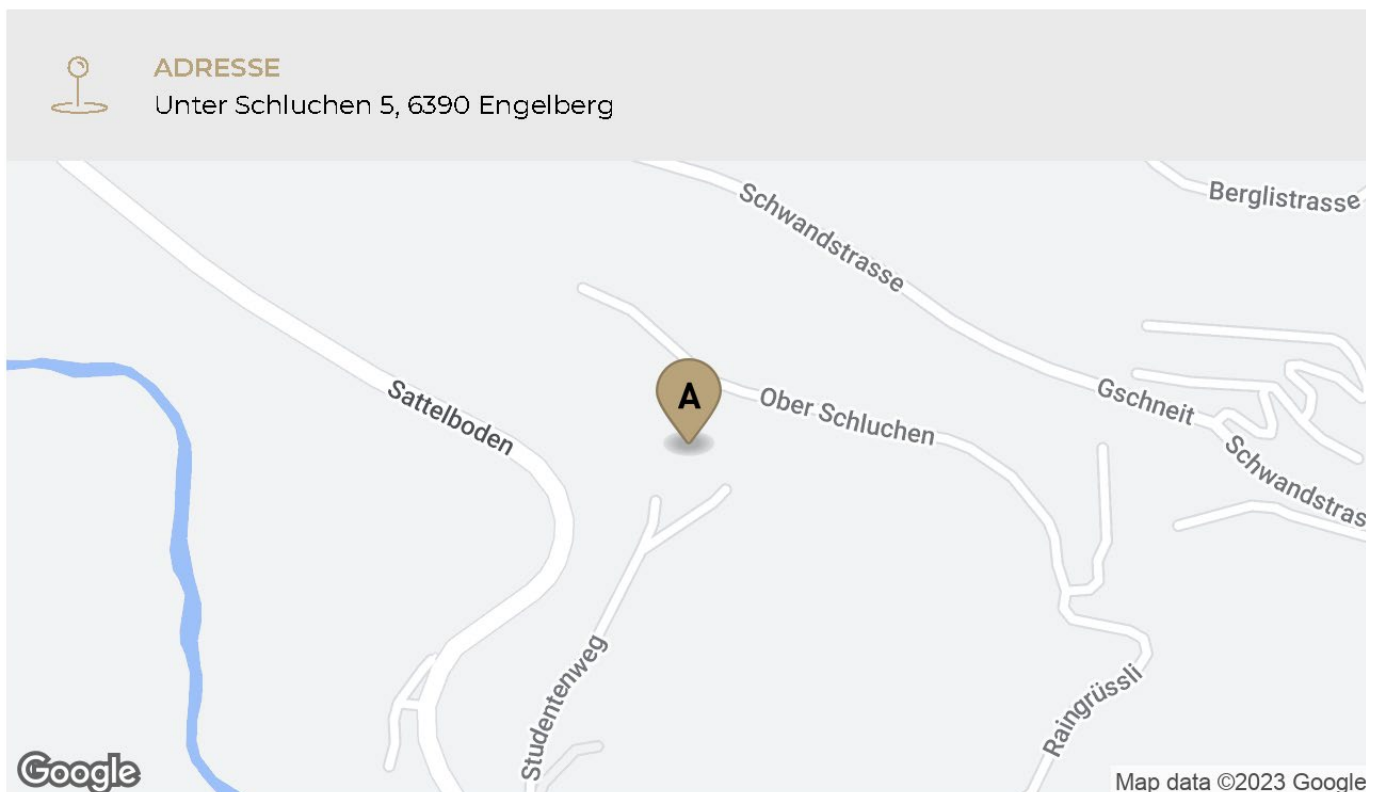 ADRESSE
Unter Schluchen 5, 6390 Engelberg
Berglistrasse
Schwandstrasse
Sattelboden
A
Ober Schluchen
Gschneit
Schwandstras
Studentenweg
Raingrüssli
Google
Map data ©2023 Google